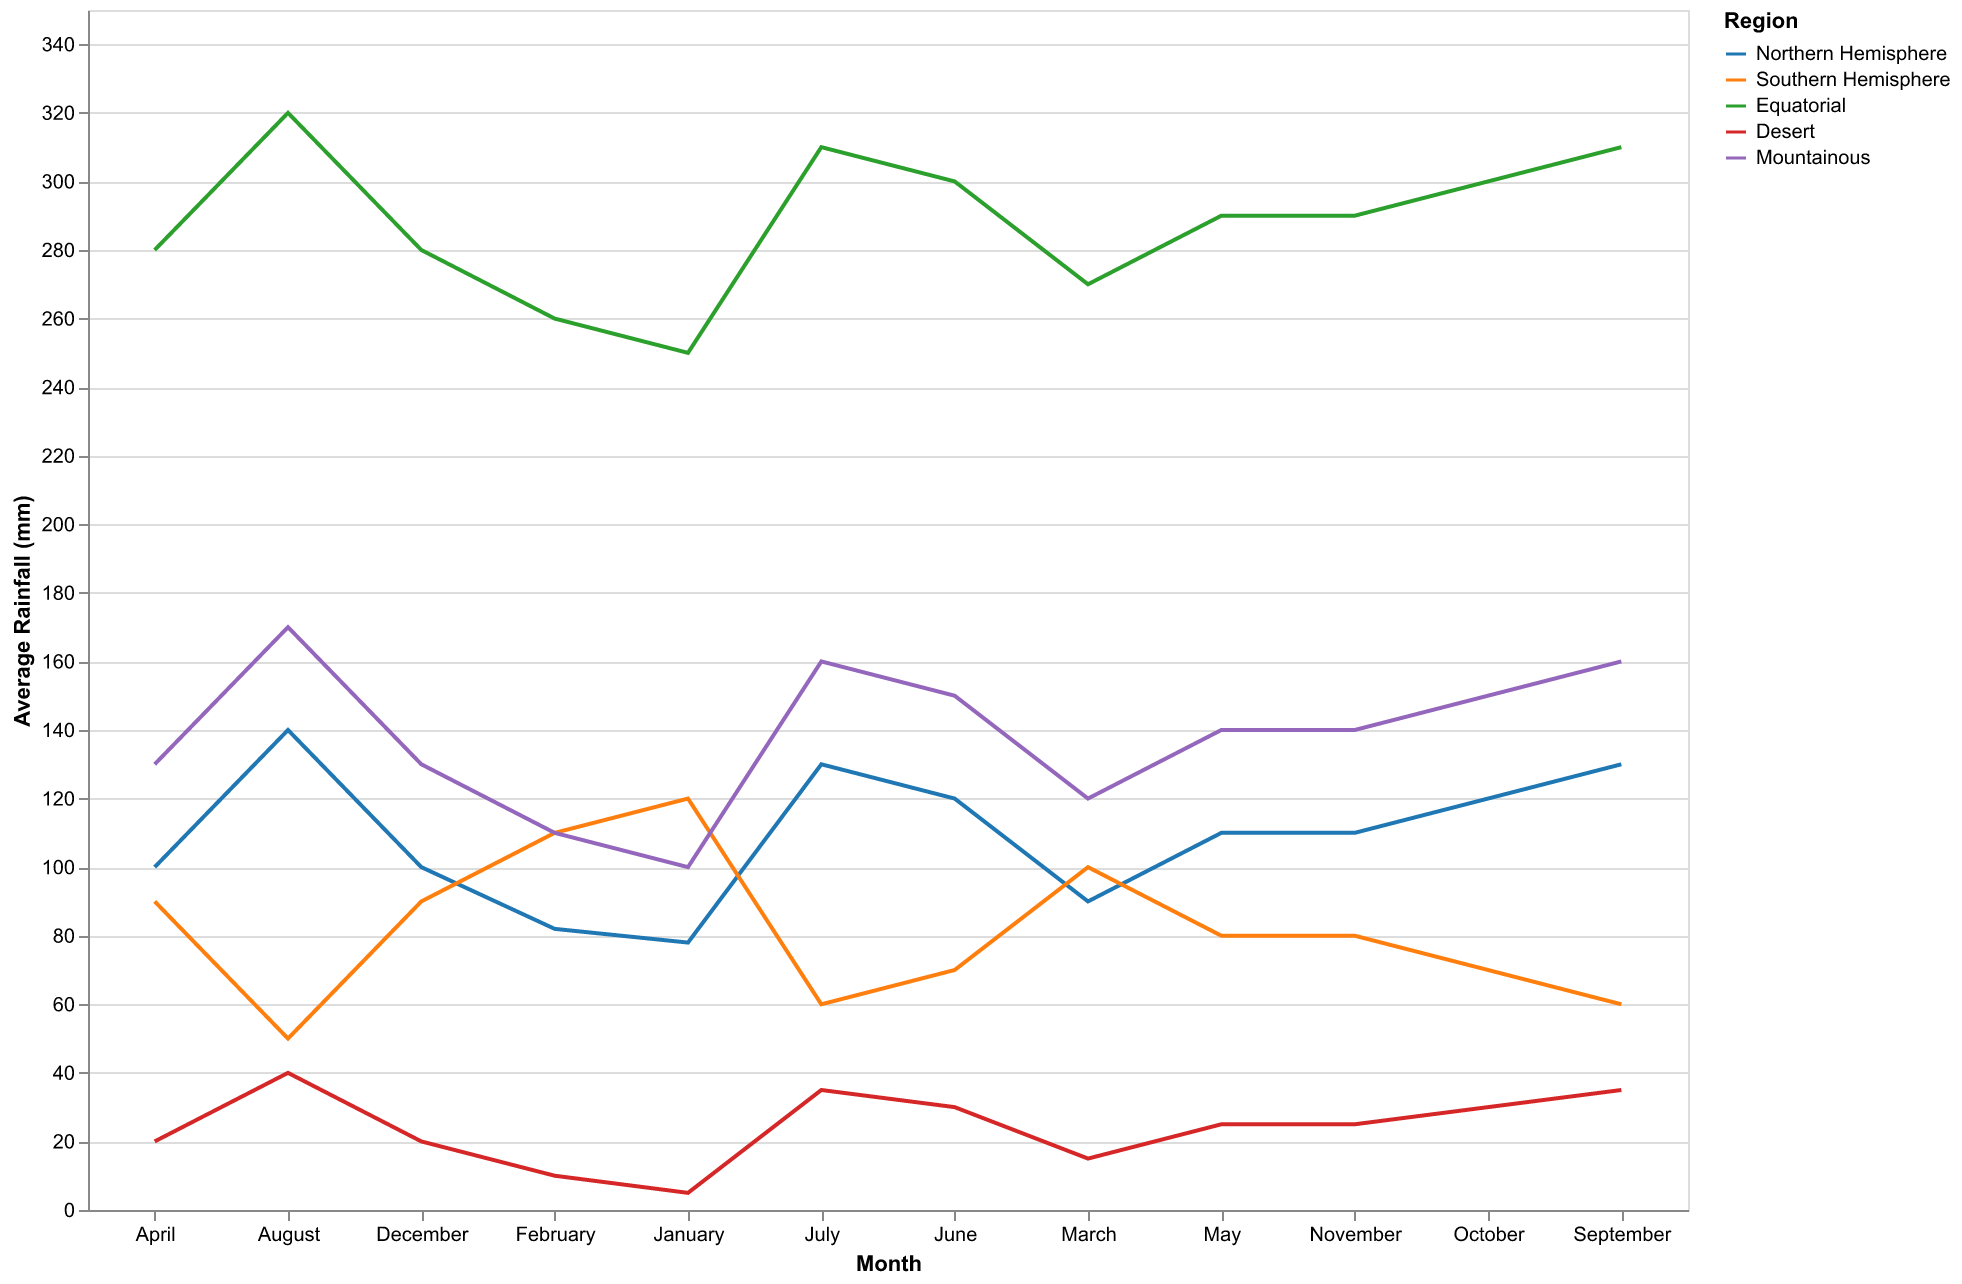 Region
Northern Hemisphere
Southern Hemisphere
Equatorial
Desert
Mountainous
Average Rainfall (mm)
340
320
300
280
260
240
220
200
180
160
140
120
100
80
60
40
20
0
April August December February January July June March May November October September
Month